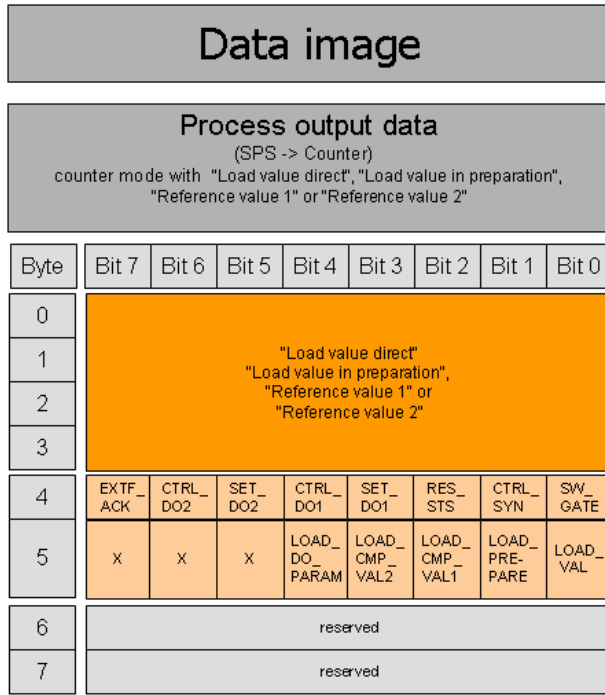 Data image
Process output data
(SPS -> Counter)
counter mode with "Load value direct", "Load value in preparation",
"Reference value 1" or "Reference value 2"
Byte Bit 7 Bit 6 Bit 5 Bit 4 Bit 3 Bit 2 Bit 1 Bit 0
0
1
2
3
"Load value direct"
"Load value in preparation",
"Reference value 1" or
"Reference value 2"
4 EXTF_ CTRL_ SET_ CTRL_ SET_ RES_ CTRL_ SW_
ACK DO2 DO2 DO1 DO1 STS SYN GATE
5 X X X LOAD_ LOAD_ LOAD_ LOAD_ LOAD_
DO_ CMP_ CMP_ PRE- VAL
PARAM VAL2 VAL1 PARE
6 reserved
7 reserved